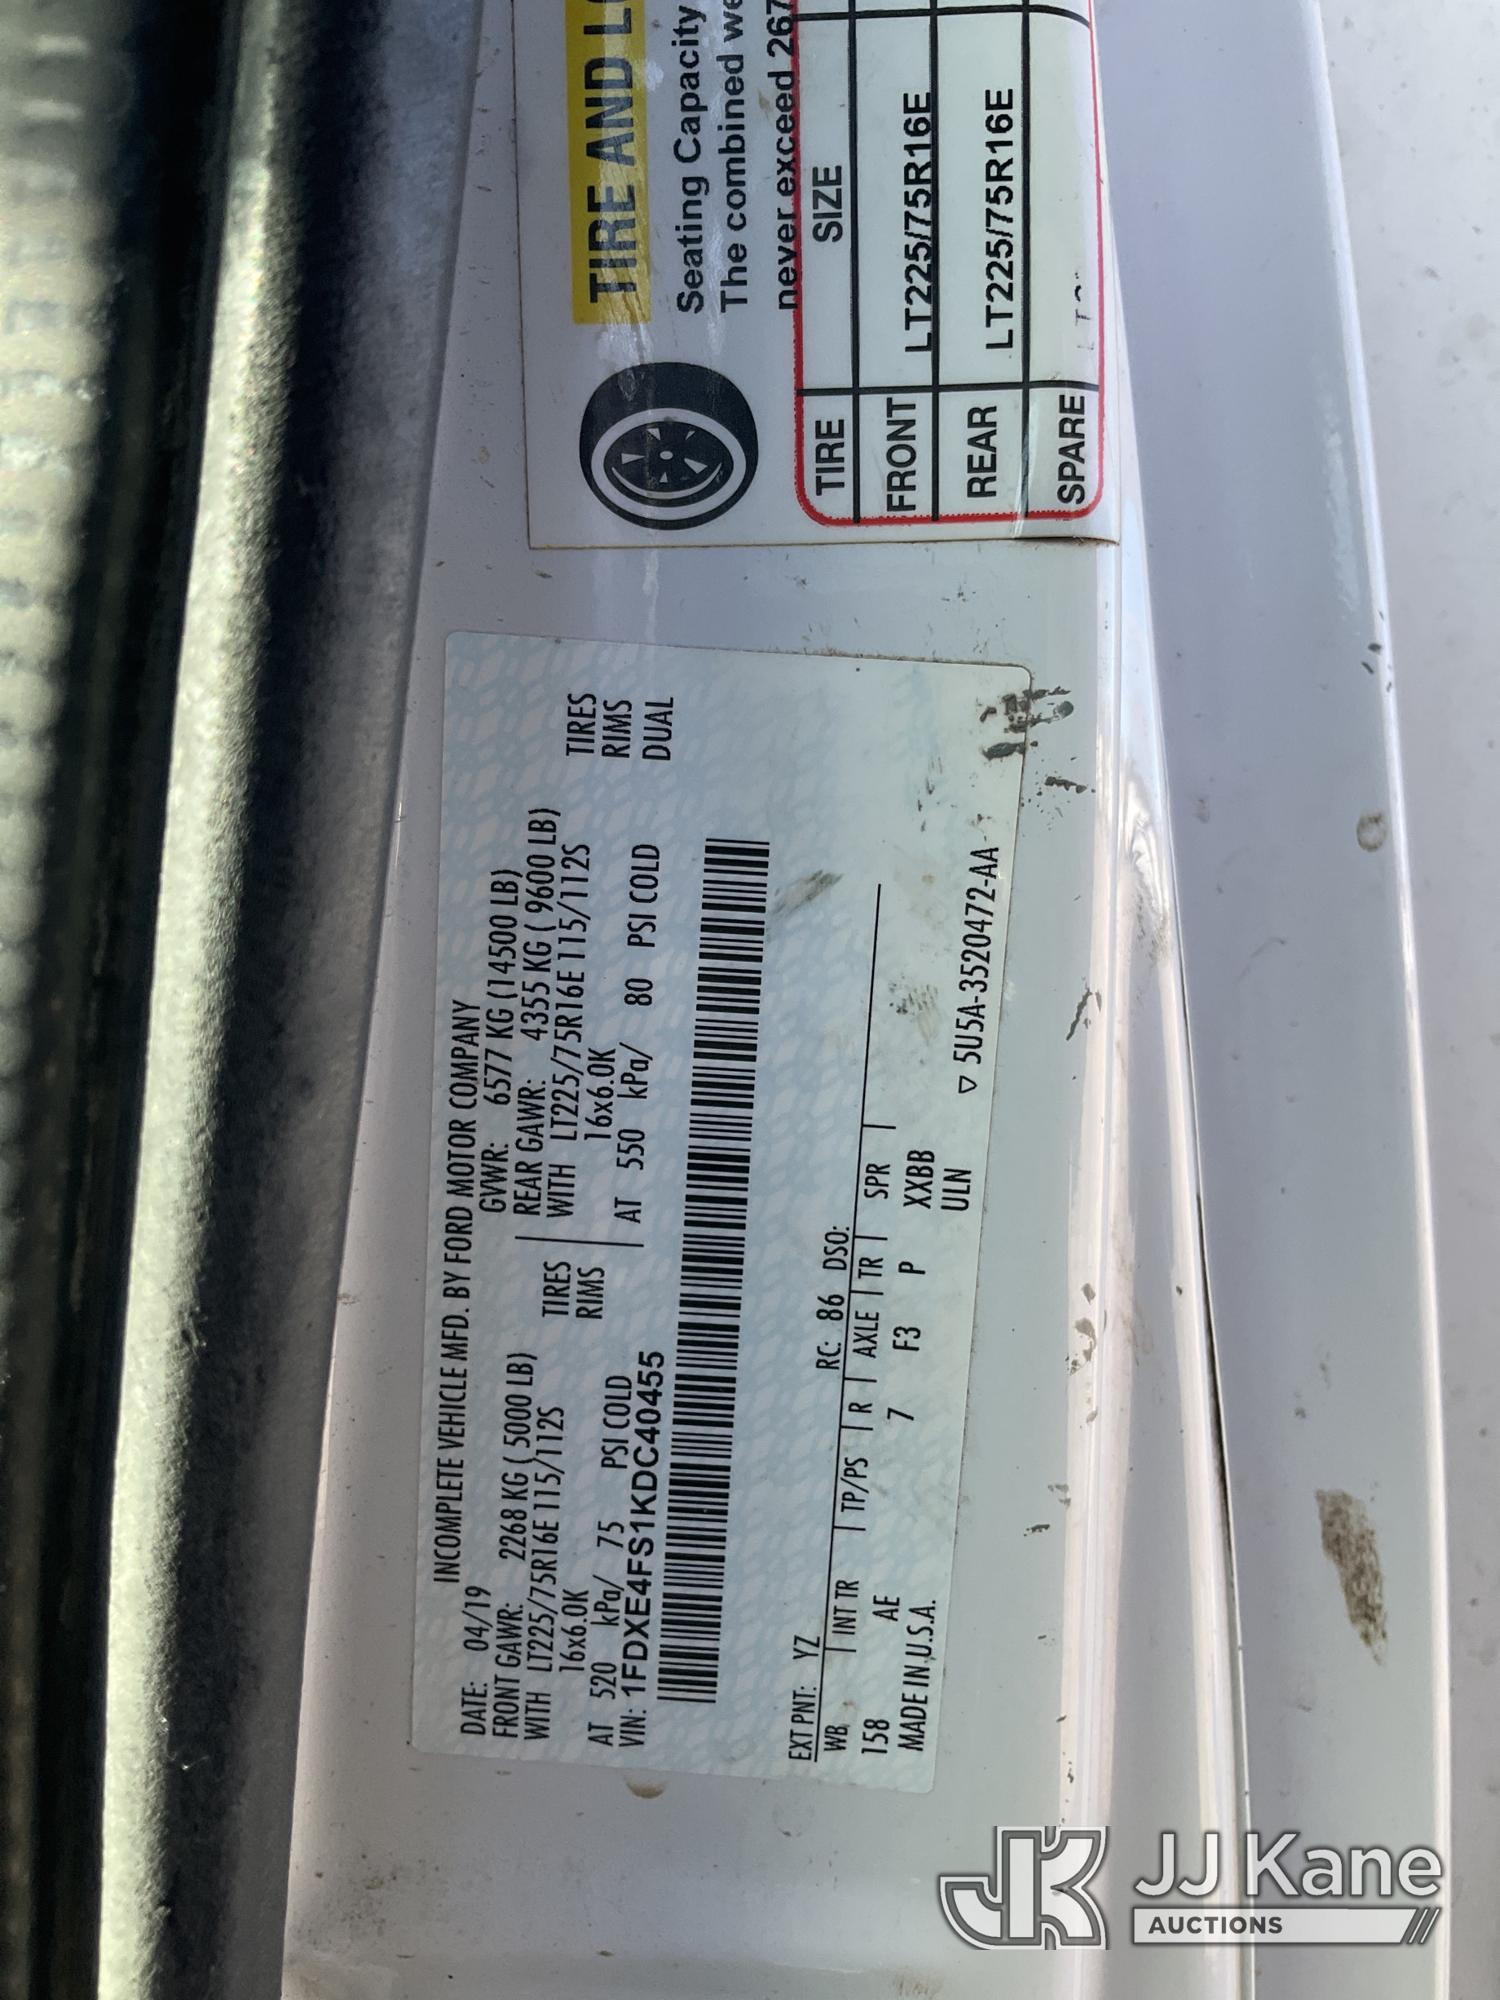 INCOMPLETE VEHICLE MFD. BY FORD MOTOR COMPANY
DATE: 04/19 GVWR: 6577 KG (14500 LB)
FRONT GAWR: 2268 KG ( 5000 LB) REAR GAWR: 4355 KG ( 9600 LB)
WITH LT225/75R16E 115/112S TIRES WITH LT225/75R16E 115/112S TIRES
16x6.0K RIMS 16x6.0K RIMS
AT 520 kPa/ 75 PSI COLD AT 550 kPa/ 80 PSI COLD DUAL
VIN: 1FDXE4FS1KDC40455
EXT PNT: YZ RC: 86 DSO:
WB INT TR TP/PS R AXLE TR SPR
158 AE 7 F3 P XXBB
MADE IN U.S.A. ULN
▽ 5U5A-3520472-AA
TIRE AND
Seating Capacity
The combined
never exceed 267
TIRE SIZE
FRONT LT225/75R16E
REAR LT225/75R16E
SPARE
JK JJ Kane
AUCTIONS